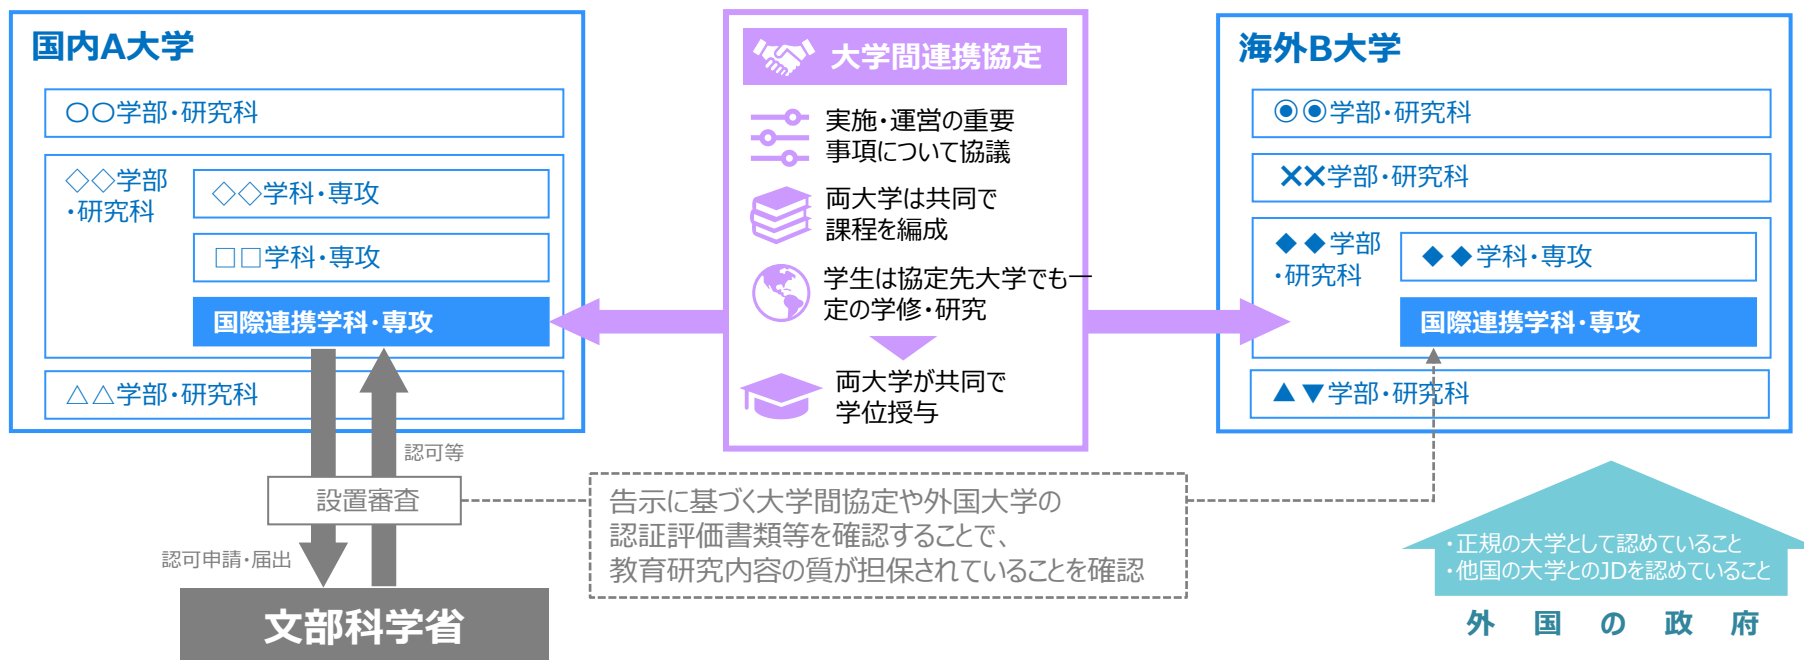 国内A大学
〇〇学部・研究科
◇◇学部
・研究科
◇◇学科・専攻
□□学科・専攻
国際連携学科・専攻
△△学部・研究科
大学間連携協定
実施・運営の重要
事項について協議
両大学は共同で
課程を編成
学生は協定先大学でも一
定の学修・研究
両大学が共同で
学位授与
海外B大学
◉◉学部・研究科
✕✕学部・研究科
◆◆学部
・研究科
◆◆学科・専攻
国際連携学科・専攻
▲▼学部・研究科
認可等
設置審査
認可申請・届出
文部科学省
告示に基づく大学間協定や外国大学の
認証評価書類等を確認することで、
教育研究内容の質が担保されていることを確認
・正規の大学として認めていること
・他国の大学とのJDを認めていること
外国の政府